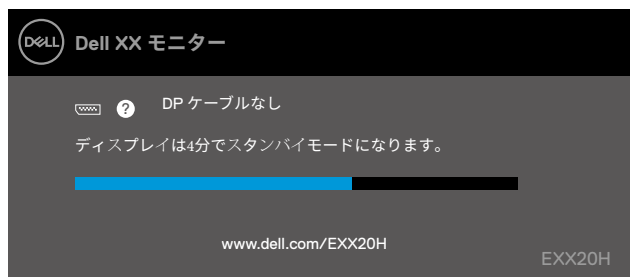 DELL Dell XX モニター
? DP ケーブルなし
ディスプレイは4分でスタンバイモードになります。
www.dell.com/EXX20H
EXX20H